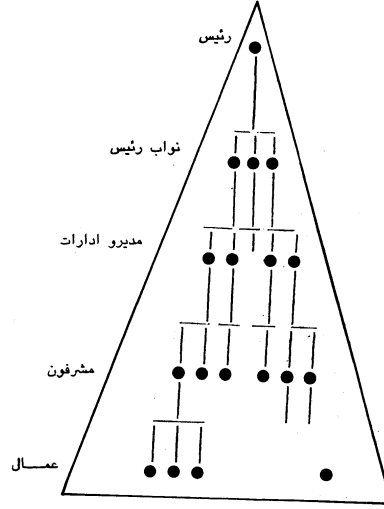 رئيس
نواب رئيس
مديرو ادارات
مشرفون
عمـــال